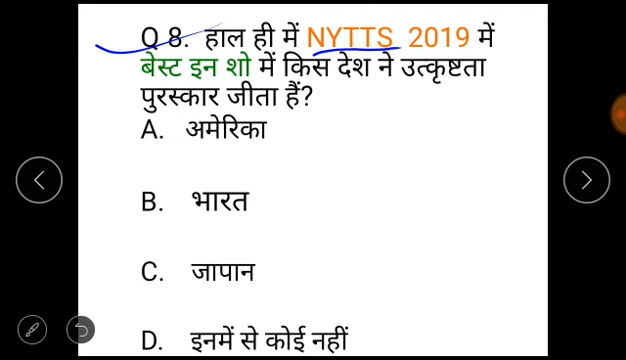 Q 8. हाल ही में NYTTS 2019 में
बेस्ट इन शो में किस देश ने उत्कृष्टता
पुरस्कार जीता हैं?
A. अमेरिका
B. भारत
C. जापान
D. इनमें से कोई नहीं